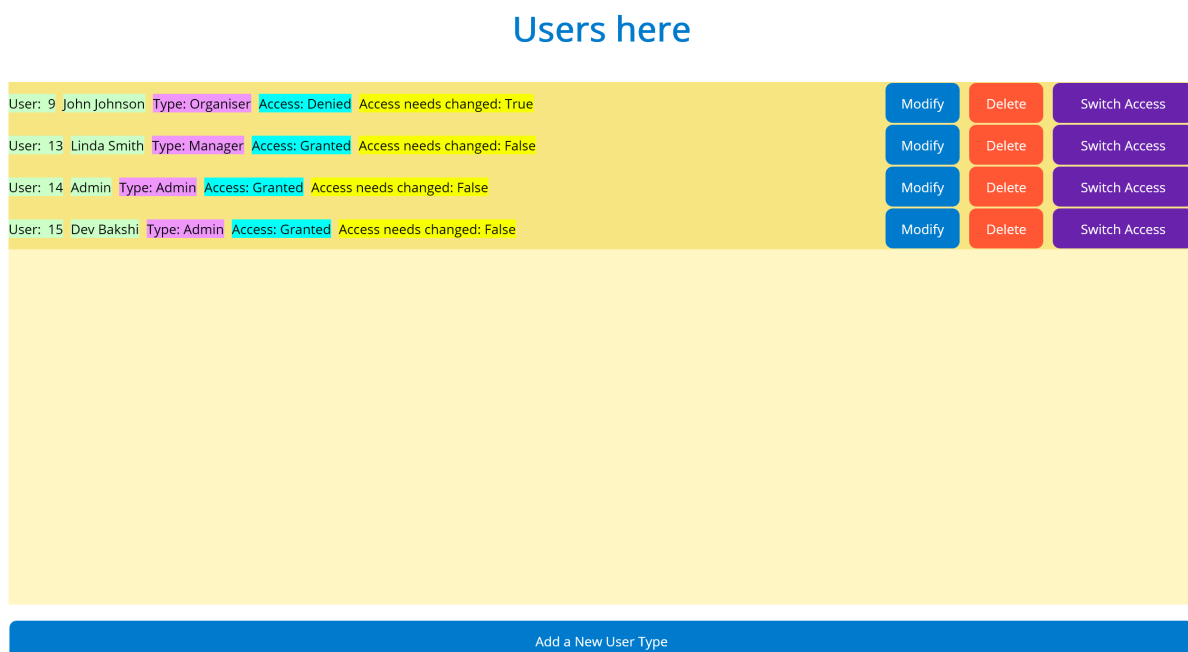 Users here
User: 9 John Johnson Type: Organiser Access: Denied Access needs changed: True Modify Delete Switch Access
User: 13 Linda Smith Type: Manager Access: Granted Access needs changed: False Modify Delete Switch Access
User: 14 Admin Type: Admin Access: Granted Access needs changed: False Modify Delete Switch Access
User: 15 Dev Bakshi Type: Admin Access: Granted Access needs changed: False Modify Delete Switch Access
Add a New User Type